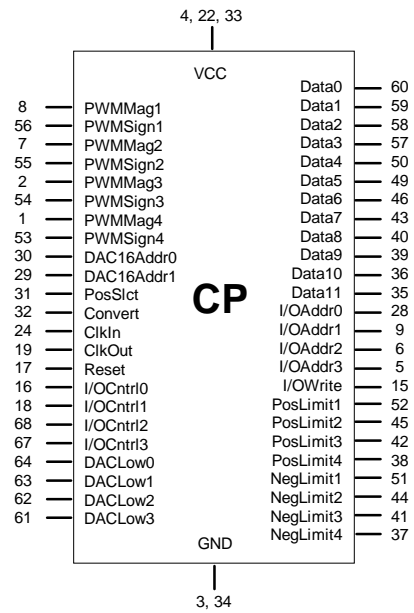 4, 22, 33
VCC
8 PWMMag1
56 PWMSign1
7 PWMMag2
55 PWMSign2
2 PWMMag3
54 PWMSign3
1 PWMMag4
53 PWMSign4
30 DAC16Addr0
29 DAC16Addr1
31 PosSlct
32 Convert
24 ClkIn
19 ClkOut
17 Reset
16 I/OCntrl0
18 I/OCntrl1
68 I/OCntrl2
67 I/OCntrl3
64 DACLow0
63 DACLow1
62 DACLow2
61 DACLow3
CP
Data0 60
Data1 59
Data2 58
Data3 57
Data4 50
Data5 49
Data6 46
Data7 43
Data8 40
Data9 39
Data10 36
Data11 35
I/OAddr0 28
I/OAddr1 9
I/OAddr2 6
I/OAddr3 5
I/OWrite 15
PosLimit1 52
PosLimit2 45
PosLimit3 42
PosLimit4 38
NegLimit1 51
NegLimit2 44
NegLimit3 41
NegLimit4 37
GND
3, 34